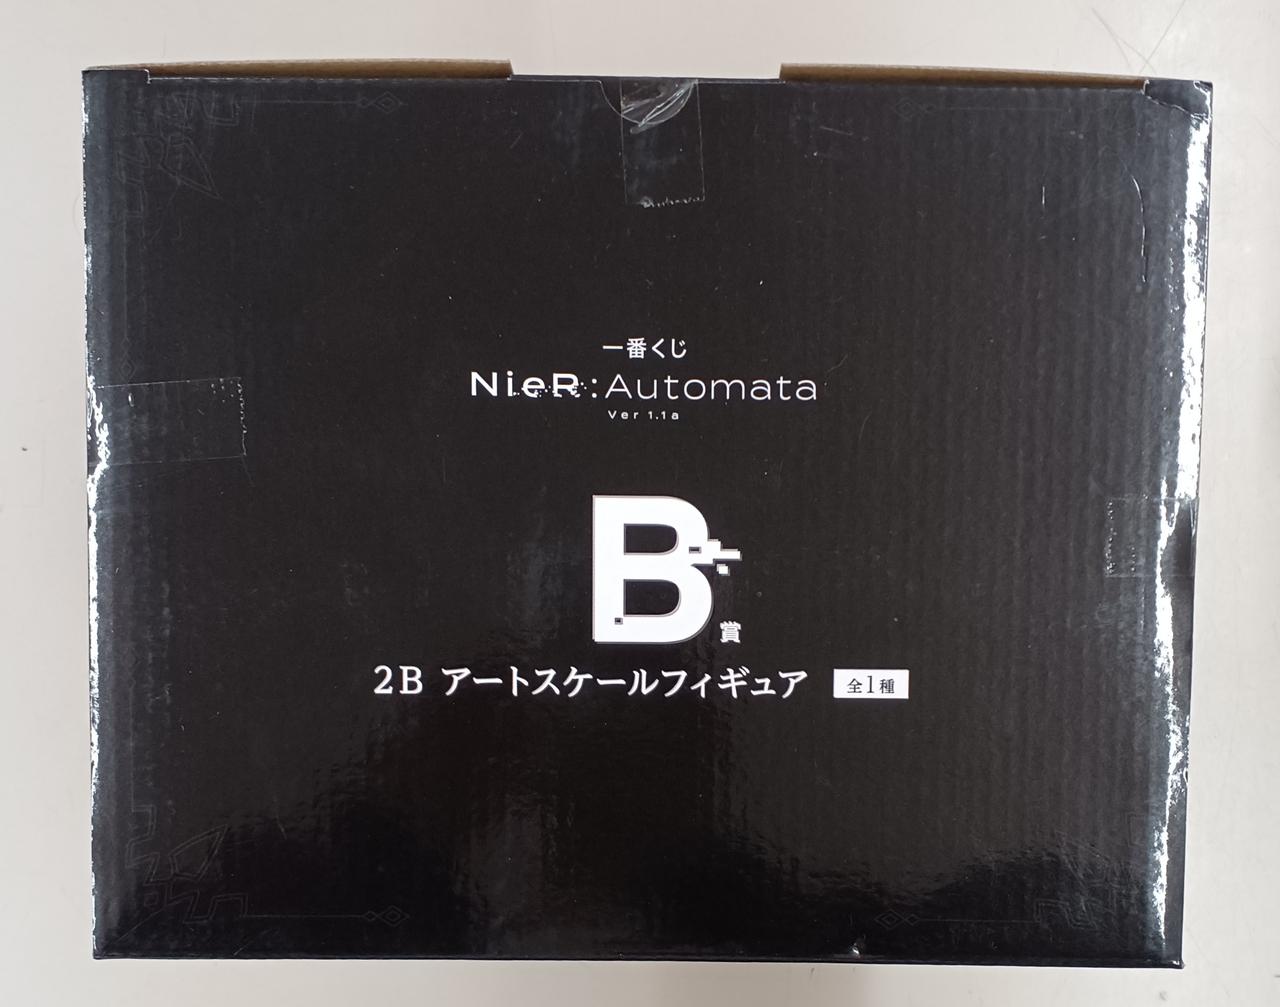 一番くじ
NieR:Automata
Ver 1.1a
B賞
2B アートスケールフィギュア 全1種